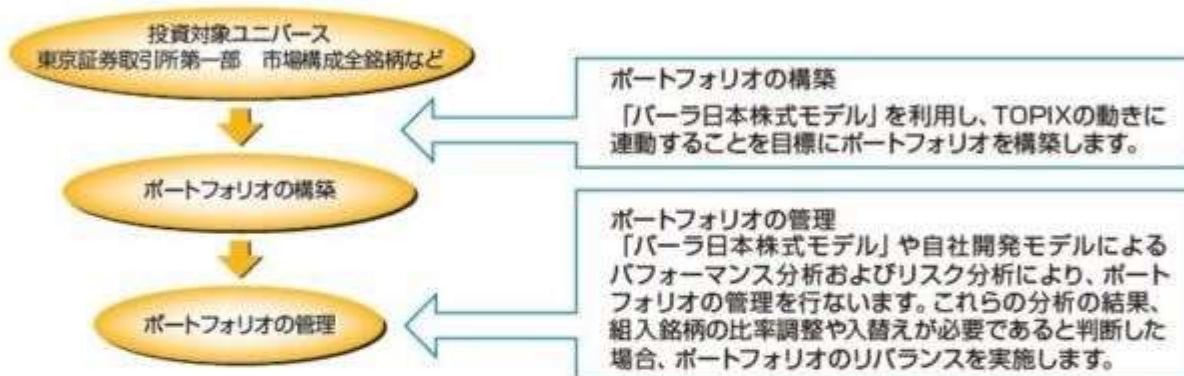 投資対象ユニバース
東京証券取引所第一部　市場構成全銘柄など
ポートフォリオの構築
「バーラ日本株式モデル」を利用し、TOPIXの動きに
連動することを目標にポートフォリオを構築します。
ポートフォリオの構築
ポートフォリオの管理
「バーラ日本株式モデル」や自社開発モデルによる
パフォーマンス分析およびリスク分析により、ポート
フォリオの管理を行ないます。これらの分析の結果、
組入銘柄の比率調整や入替えが必要であると判断した
場合、ポートフォリオのリバランスを実施します。
ポートフォリオの管理